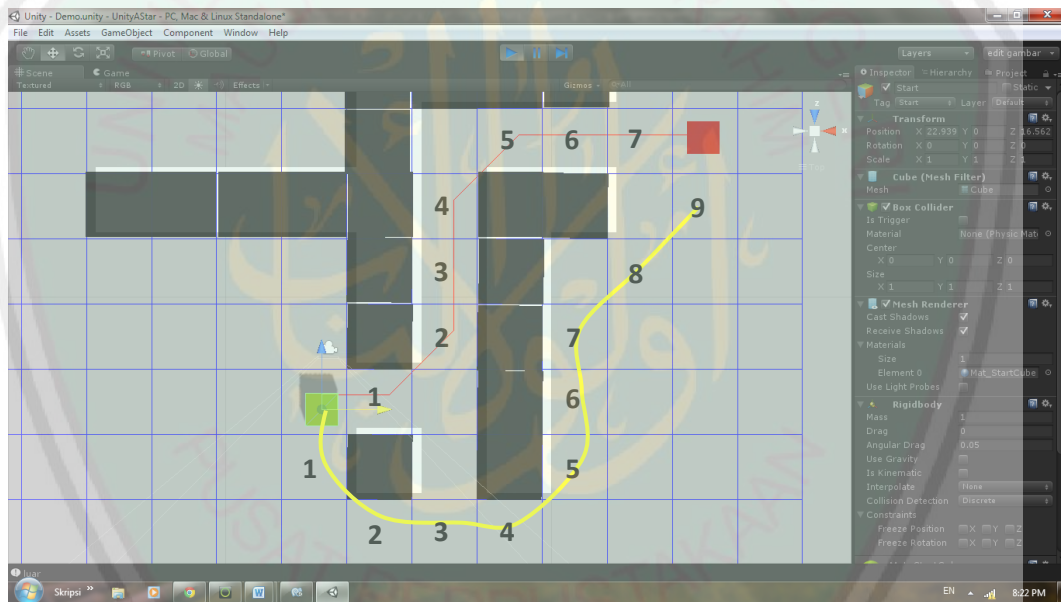 Unity - Demo.unity - UnityAStar - PC, Mac & Linux Standalone*
File Edit Assets GameObject Component Window Help
Pivot Global Layers edit gambar
Scene Game Inspector Hierarchy Project
Textured RGB 2D Effects Gizmos All
Start Static
Tag Start Layer Default
Transform
Position X 22.939 Y 0 Z 16.562
Rotation X 0 Y 0 Z 0
Scale X 1 Y 1 Z 1
Cube (Mesh Filter)
Mesh Cube
Box Collider
Is Trigger
Material None (Physic Mat
Center
X 0 Y 0 Z 0
Size
X 1 Y 1 Z 1
Mesh Renderer
Cast Shadows
Receive Shadows
Materials
Size 1
Element 0 Mat_StartCube
Use Light Probes
Rigidbody
Mass 1
Drag 0
Angular Drag 0.05
Use Gravity
Is Kinematic
Interpolate None
Collision Detection Discrete
Constraints
Freeze Position X Y Z
Freeze Rotation X Y Z
z
x
5 6 7
4 9
3 8
2 7
1 6
1 5
2 3 4
luar
Skripsi EN 8:22 PM